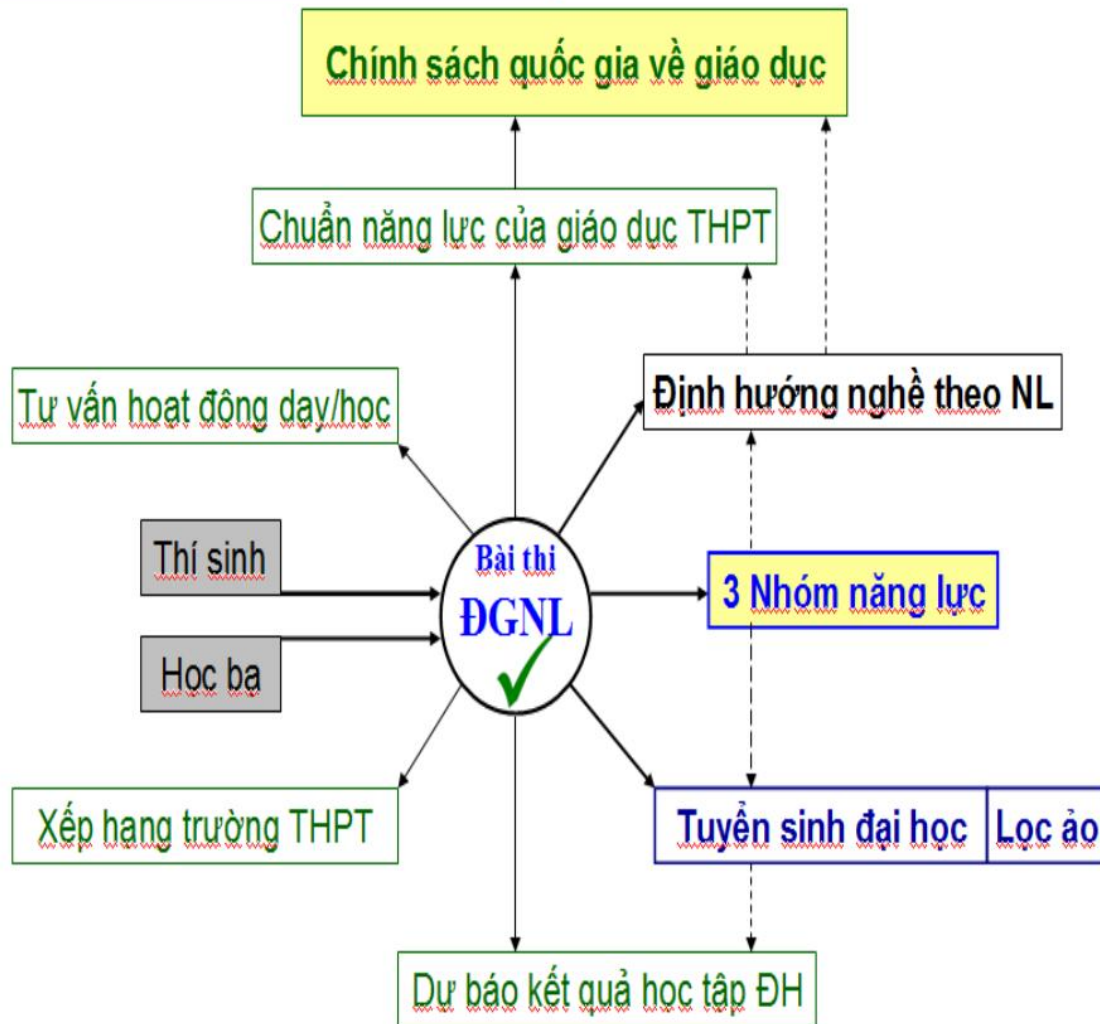 Chính sách quốc gia về giáo dục
Chuẩn năng lực của giáo dục THPT
Tư vấn hoạt động dạy/học
Định hướng nghề theo NL
Thí sinh
Bài thi
ĐGNL
3 Nhóm năng lực
Học bạ
Xếp hạng trường THPT
Tuyển sinh đại học
Lọc ảo
Dự báo kết quả học tập ĐH